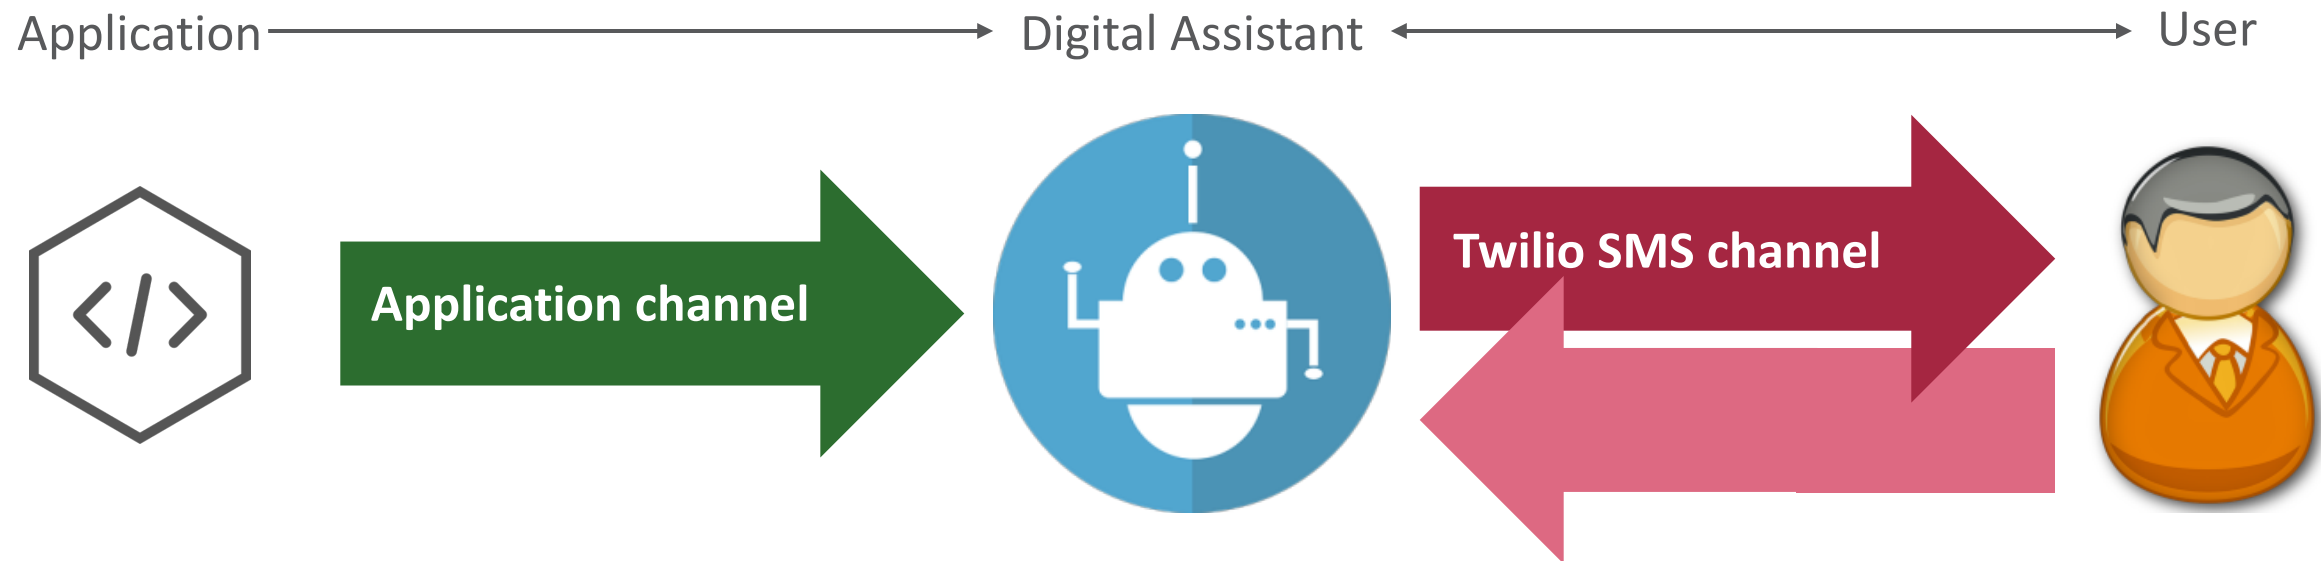 Application
Digital Assistant
User
Application channel
Twilio SMS channel